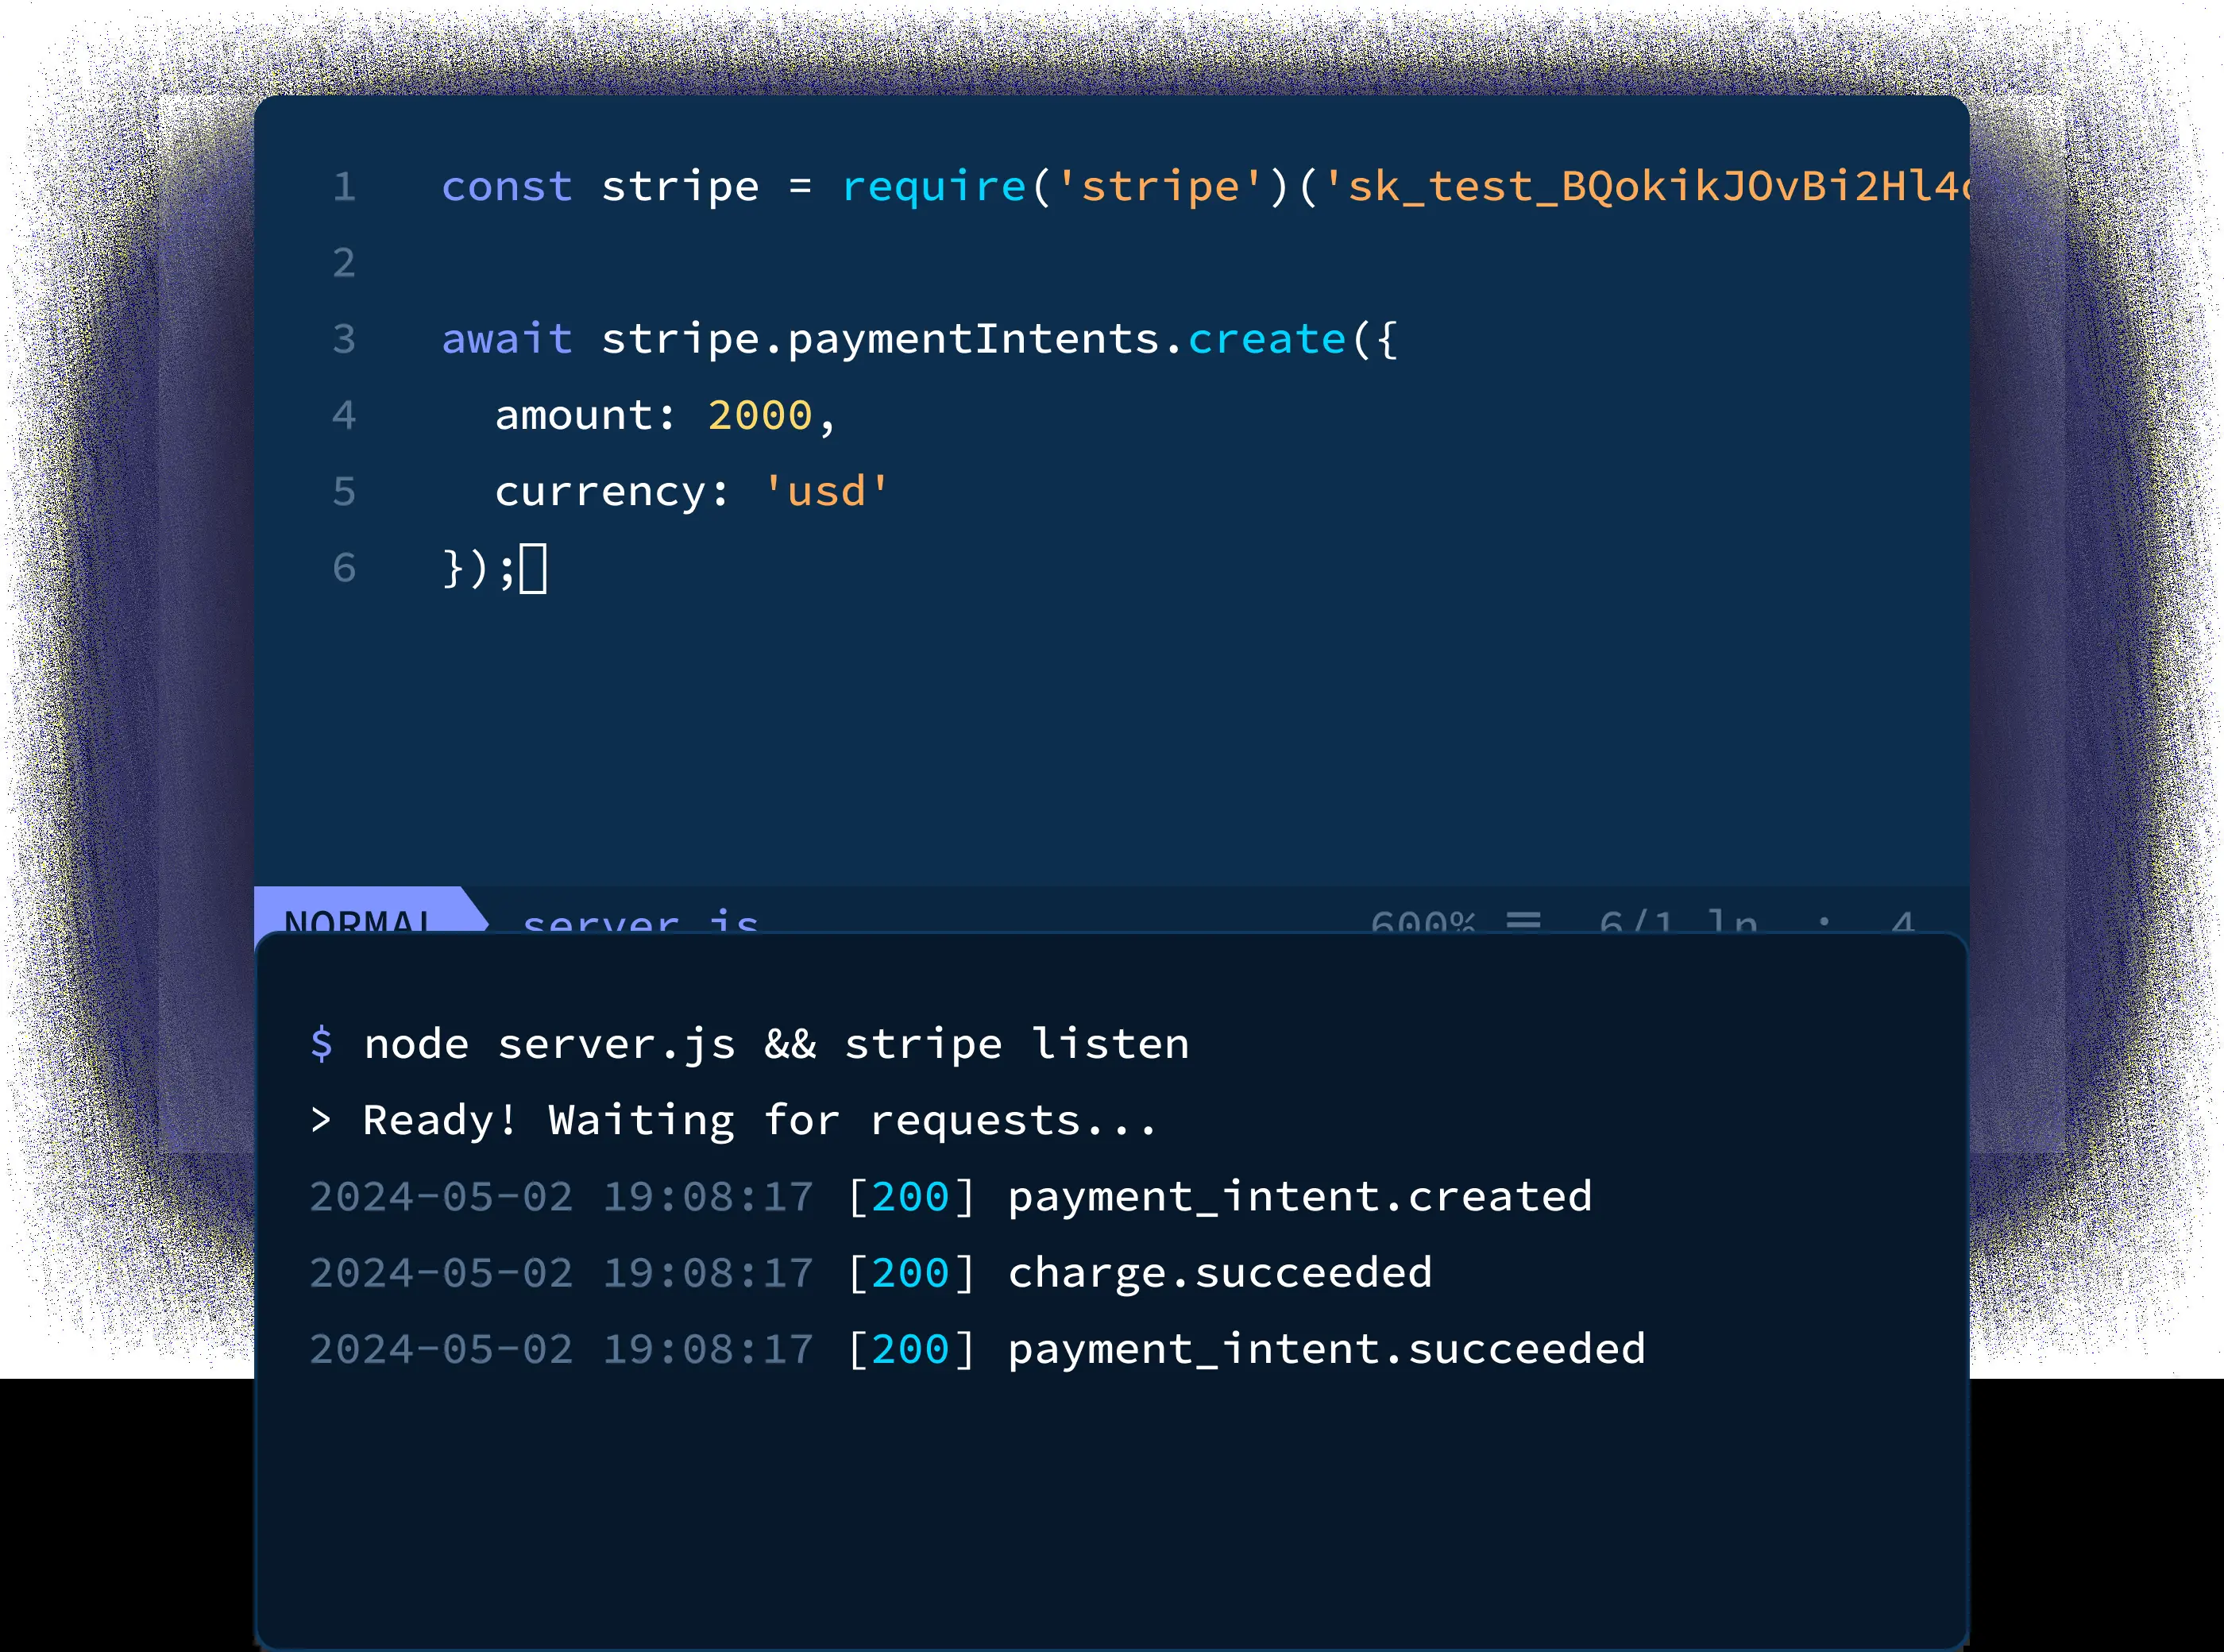 1 const stripe = require('stripe')('sk_test_BQokikJOvBi2Hl4
2
3 await stripe.paymentIntents.create({
4 amount: 2000,
5 currency: 'usd'
6 });
NORMAL server.js 600% ☰ 6/1 ln : 4
$ node server.js && stripe listen
> Ready! Waiting for requests...
2024-05-02 19:08:17 [200] payment_intent.created
2024-05-02 19:08:17 [200] charge.succeeded
2024-05-02 19:08:17 [200] payment_intent.succeeded